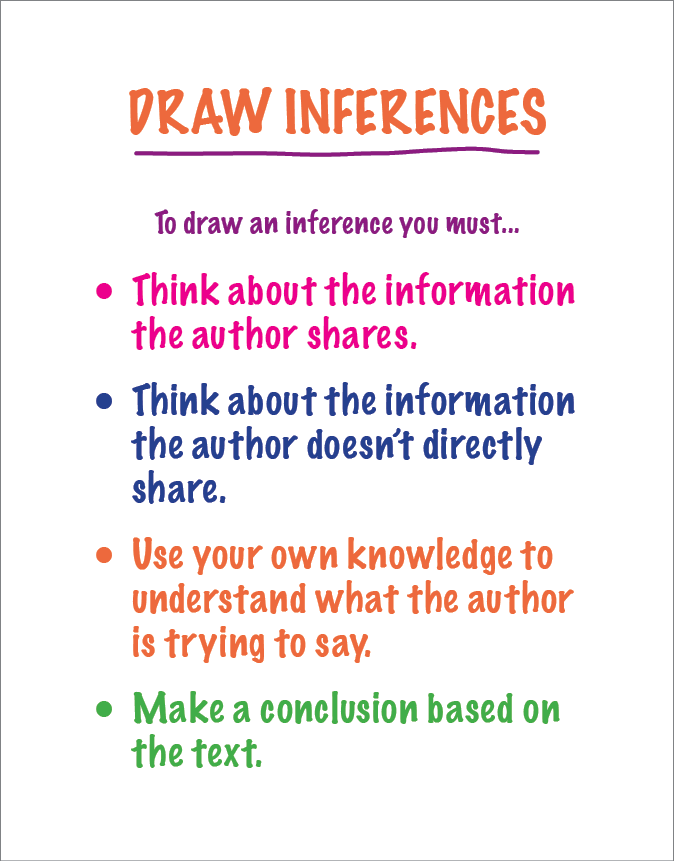 DRAW INFERENCES
To draw an inference you must...
• Think about the information
the author shares.
• Think about the information
the author doesn't directly
share.
• Use your own knowledge to
understand what the author
is trying to say.
• Make a conclusion based on
the text.